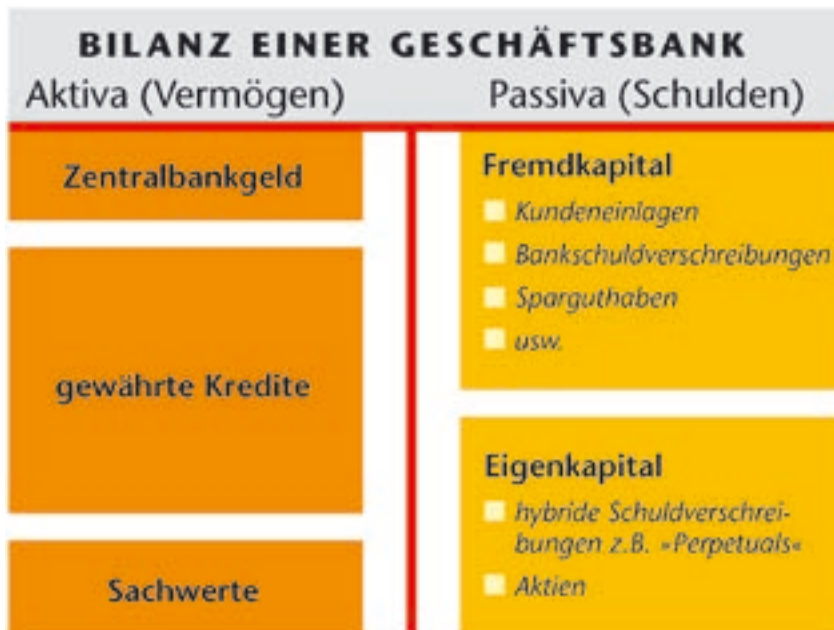 BILANZ EINER GESCHÄFTSBANK
Aktiva (Vermögen)
Passiva (Schulden)
Zentralbankgeld
gewährte Kredite
Sachwerte
Fremdkapital
Kundeneinlagen
Bankschuldverschreibungen
Sparguthaben
usw.
Eigenkapital
hybride Schuldverschrei-
bungen z.B. »Perpetuals«
Aktien